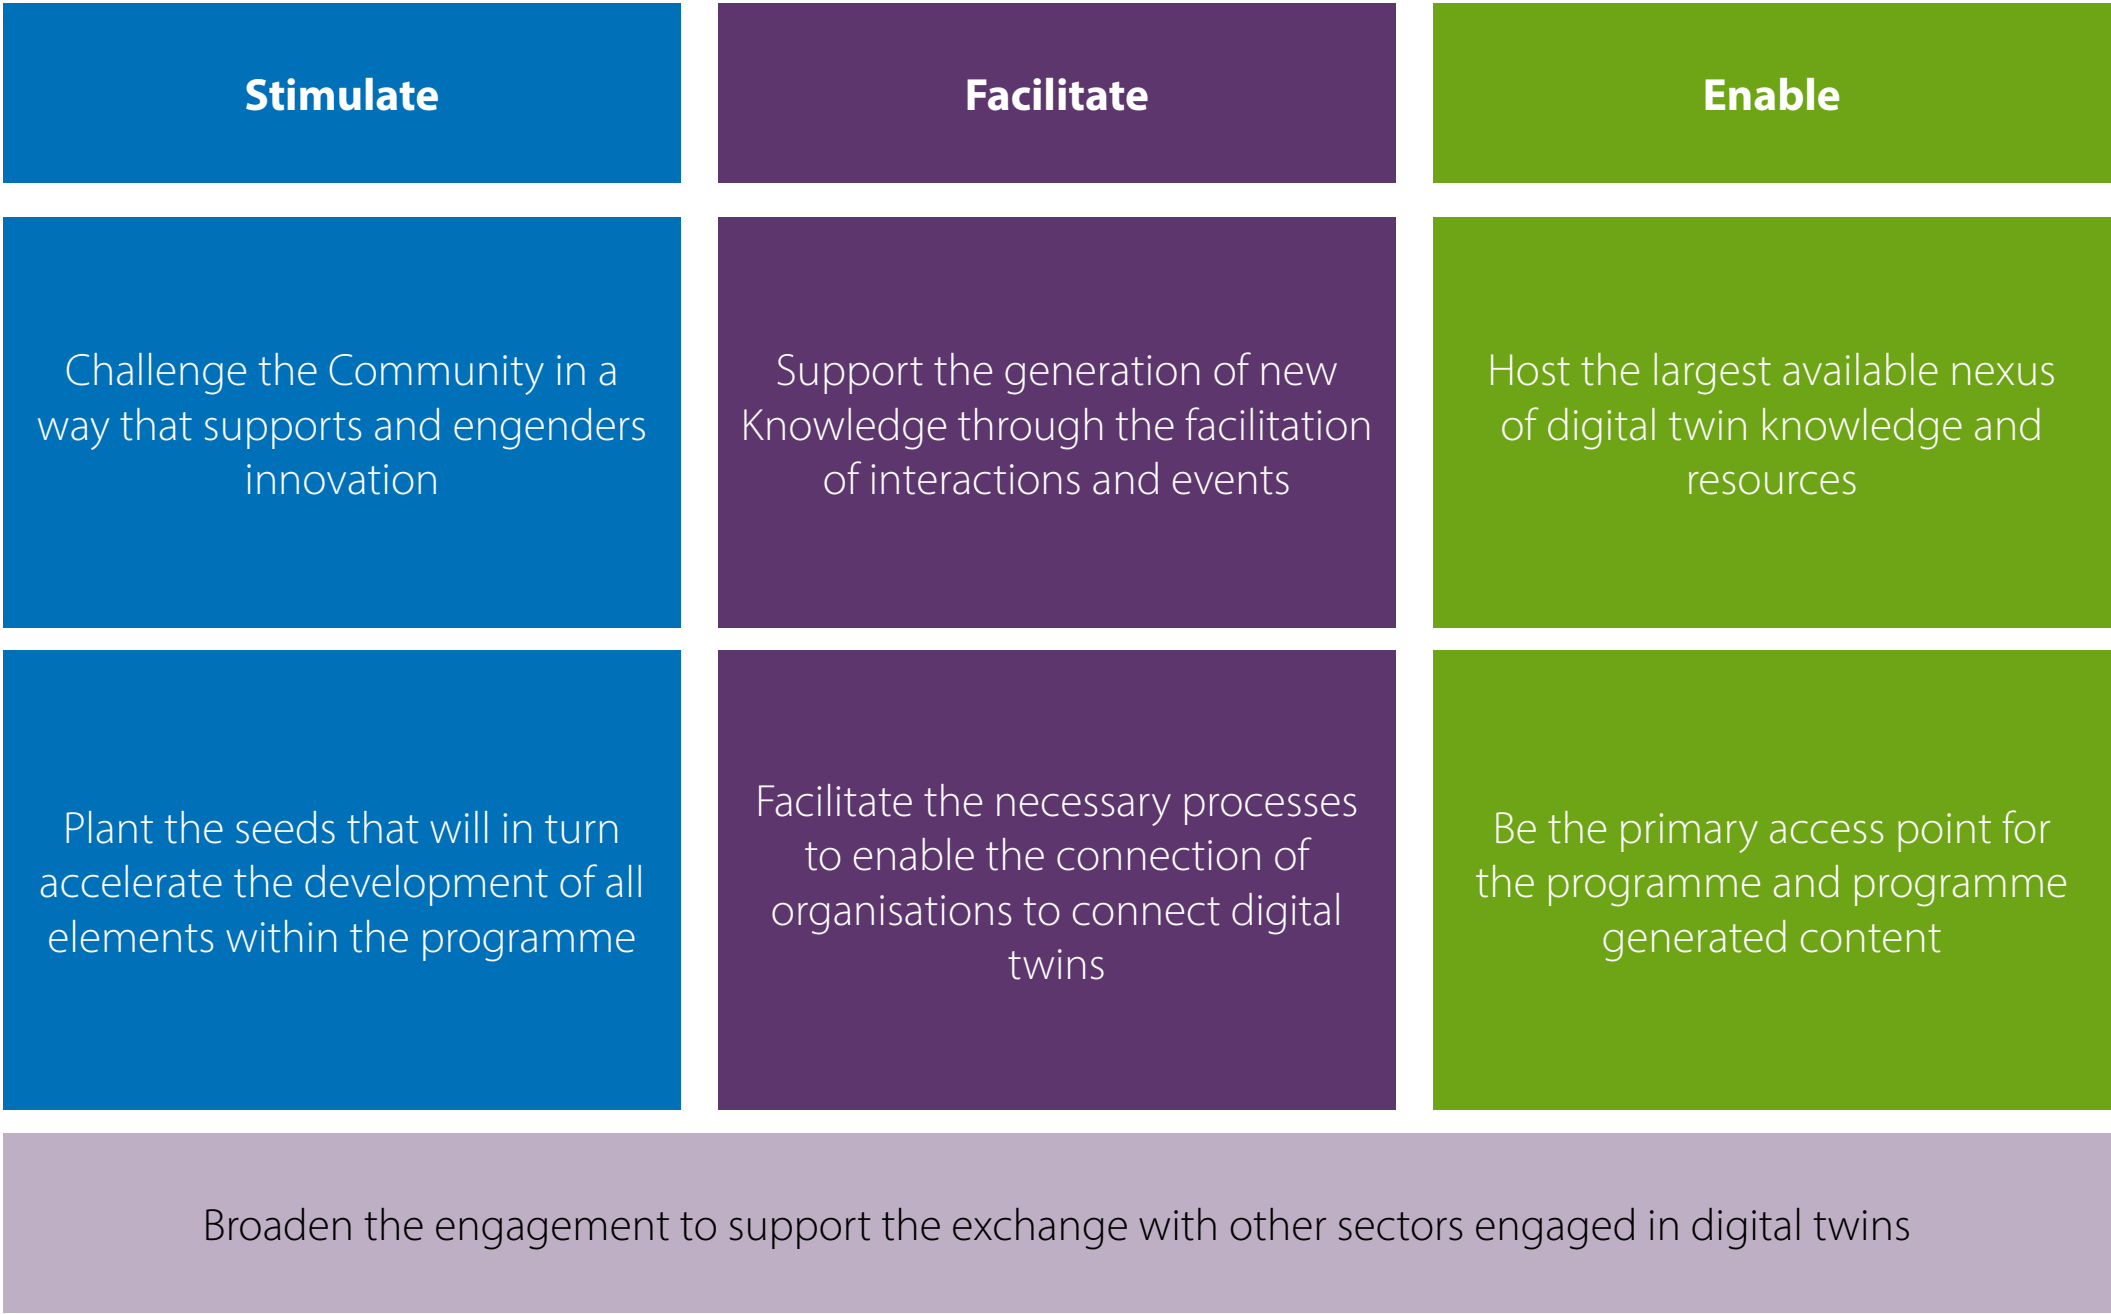 Stimulate
Facilitate
Enable
Challenge the Community in a
way that supports and engenders
innovation
Support the generation of new
Knowledge through the facilitation
of interactions and events
Host the largest available nexus
of digital twin knowledge and
resources
Plant the seeds that will in turn
accelerate the development of all
elements within the programme
Facilitate the necessary processes
to enable the connection of
organisations to connect digital
twins
Be the primary access point for
the programme and programme
generated content
Broaden the engagement to support the exchange with other sectors engaged in digital twins